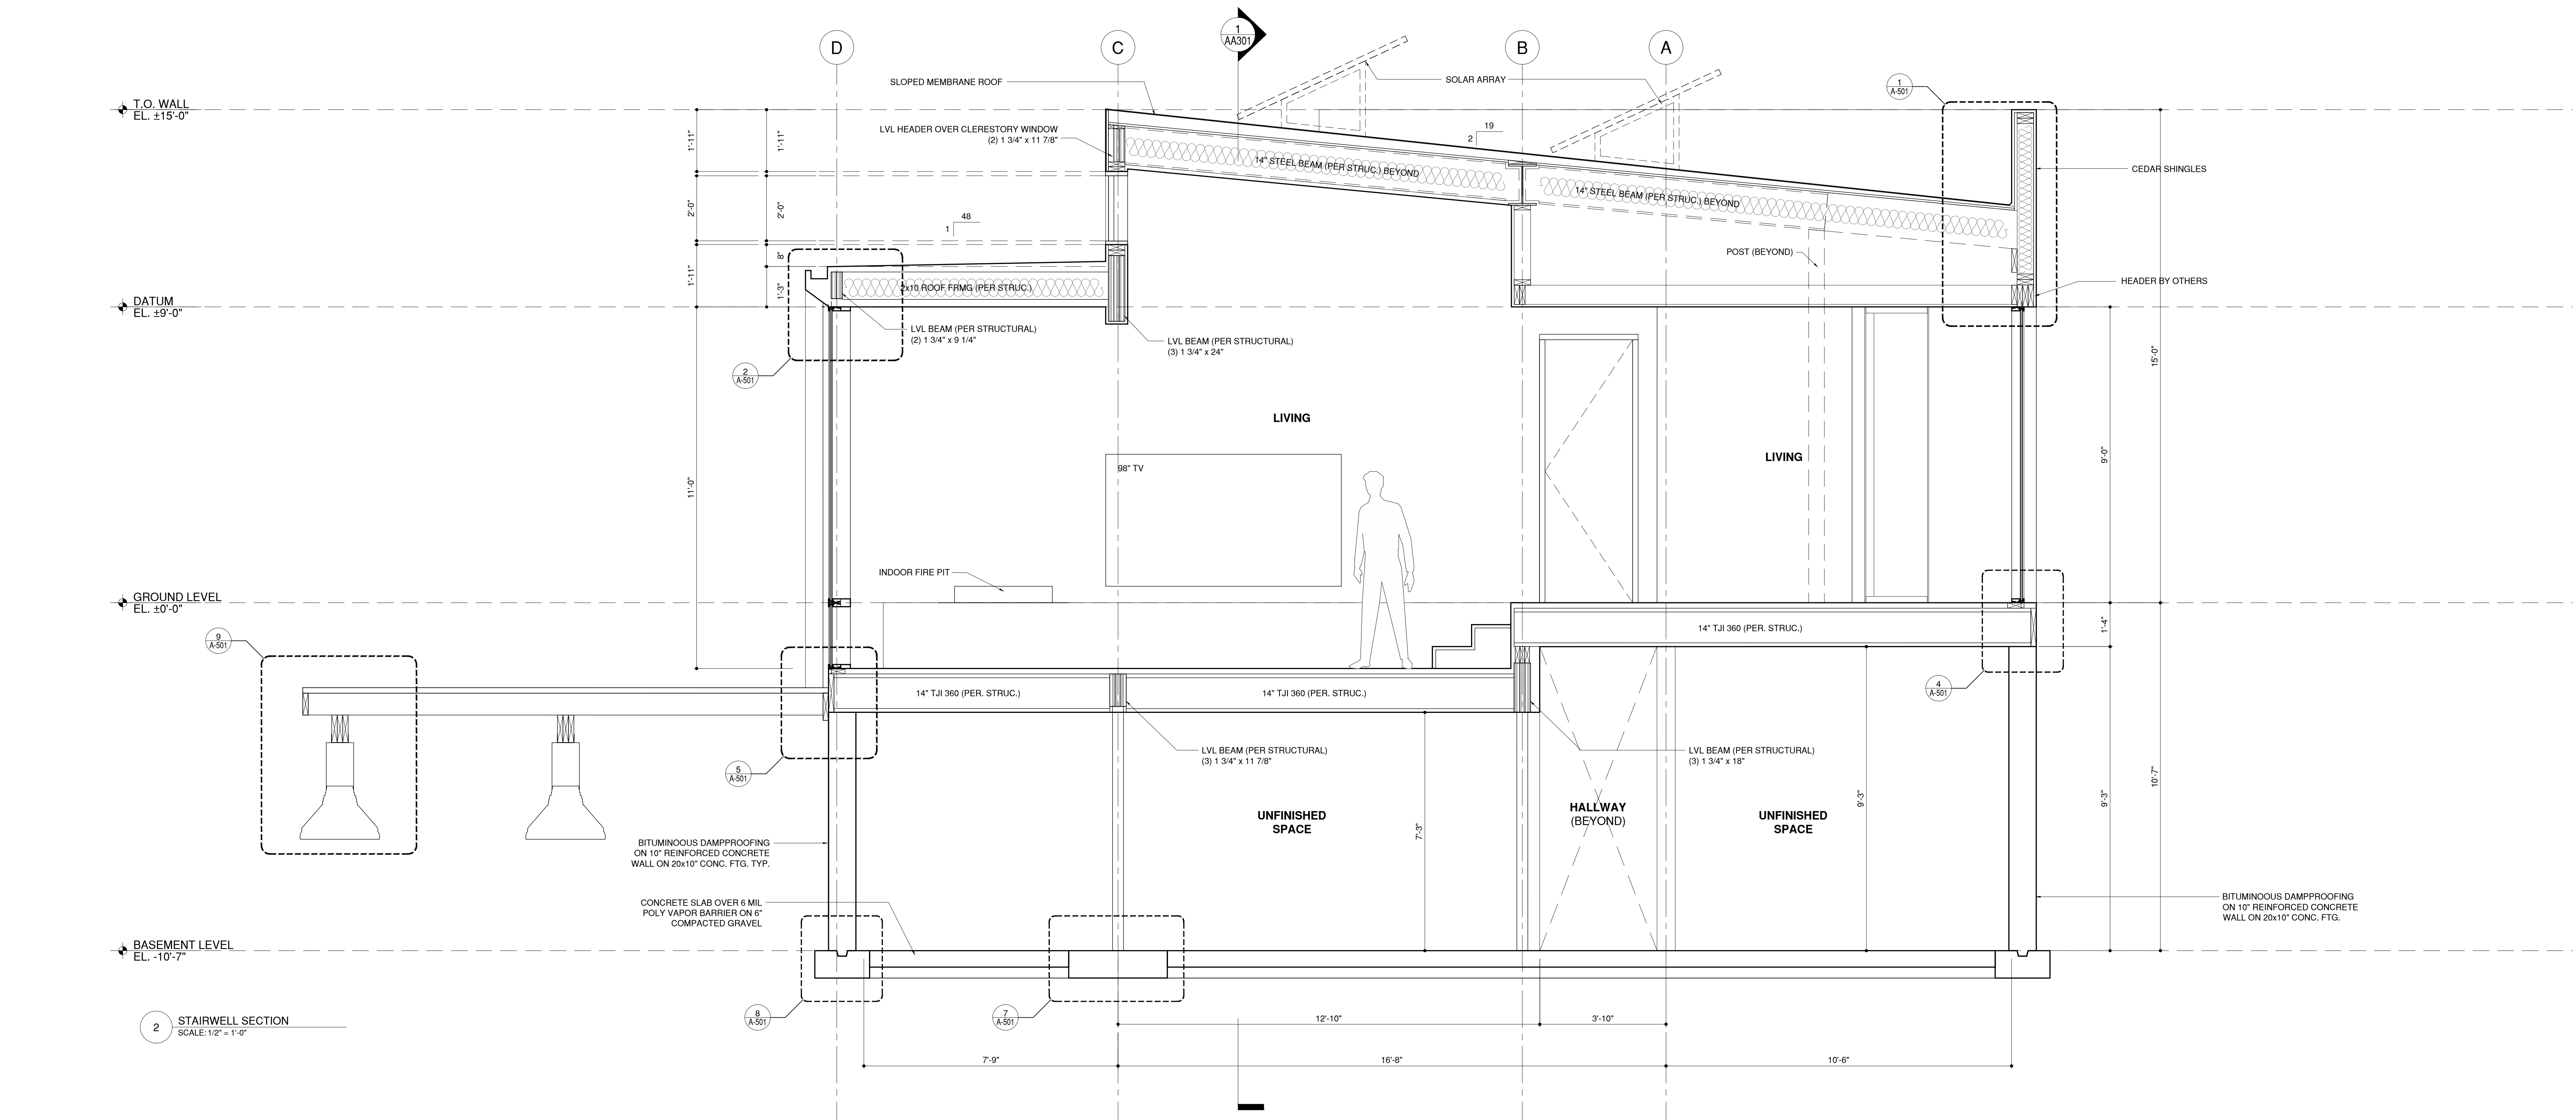 1
AA301
D
C
B
A
SLOPED MEMBRANE ROOF
SOLAR ARRAY
1
A-501
T.O. WALL
EL. ±15'-0"
LVL HEADER OVER CLERESTORY WINDOW
(2) 1 3/4" x 11 7/8"
19
2
1'-11"
1'-11"
14" STEEL BEAM (PER STRUC.) BEYOND
14" STEEL BEAM (PER STRUC.) BEYOND
CEDAR SHINGLES
2'-0"
2'-0"
48
1
POST (BEYOND)
8"
1'-11"
1'-3"
2x10 ROOF FRMG (PER STRUC.)
HEADER BY OTHERS
DATUM
EL. ±9'-0"
LVL BEAM (PER STRUCTURAL)
(2) 1 3/4" x 9 1/4"
LVL BEAM (PER STRUCTURAL)
(3) 1 3/4" x 24"
15'-0"
2
A-501
LIVING
LIVING
9'-0"
98" TV
11'-0"
INDOOR FIRE PIT
GROUND LEVEL
EL. ±0'-0"
14" TJI 360 (PER. STRUC.)
1'-4"
9
A-501
4
A-501
14" TJI 360 (PER. STRUC.)
14" TJI 360 (PER. STRUC.)
5
A-501
LVL BEAM (PER STRUCTURAL)
(3) 1 3/4" x 11 7/8"
LVL BEAM (PER STRUCTURAL)
(3) 1 3/4" x 18"
10'-7"
9'-3"
9'-3"
7'-3"
UNFINISHED
SPACE
HALLWAY
(BEYOND)
UNFINISHED
SPACE
BITUMINOOUS DAMPPROOFING
ON 10" REINFORCED CONCRETE
WALL ON 20x10" CONC. FTG. TYP.
CONCRETE SLAB OVER 6 MIL
POLY VAPOR BARRIER ON 6"
COMPACTED GRAVEL
BITUMINOOUS DAMPPROOFING
ON 10" REINFORCED CONCRETE
WALL ON 20x10" CONC. FTG.
BASEMENT LEVEL
EL. -10'-7"
8
A-501
7
A-501
2
STAIRWELL SECTION
SCALE: 1/2" = 1'-0"
12'-10"
3'-10"
7'-9"
16'-8"
10'-6"